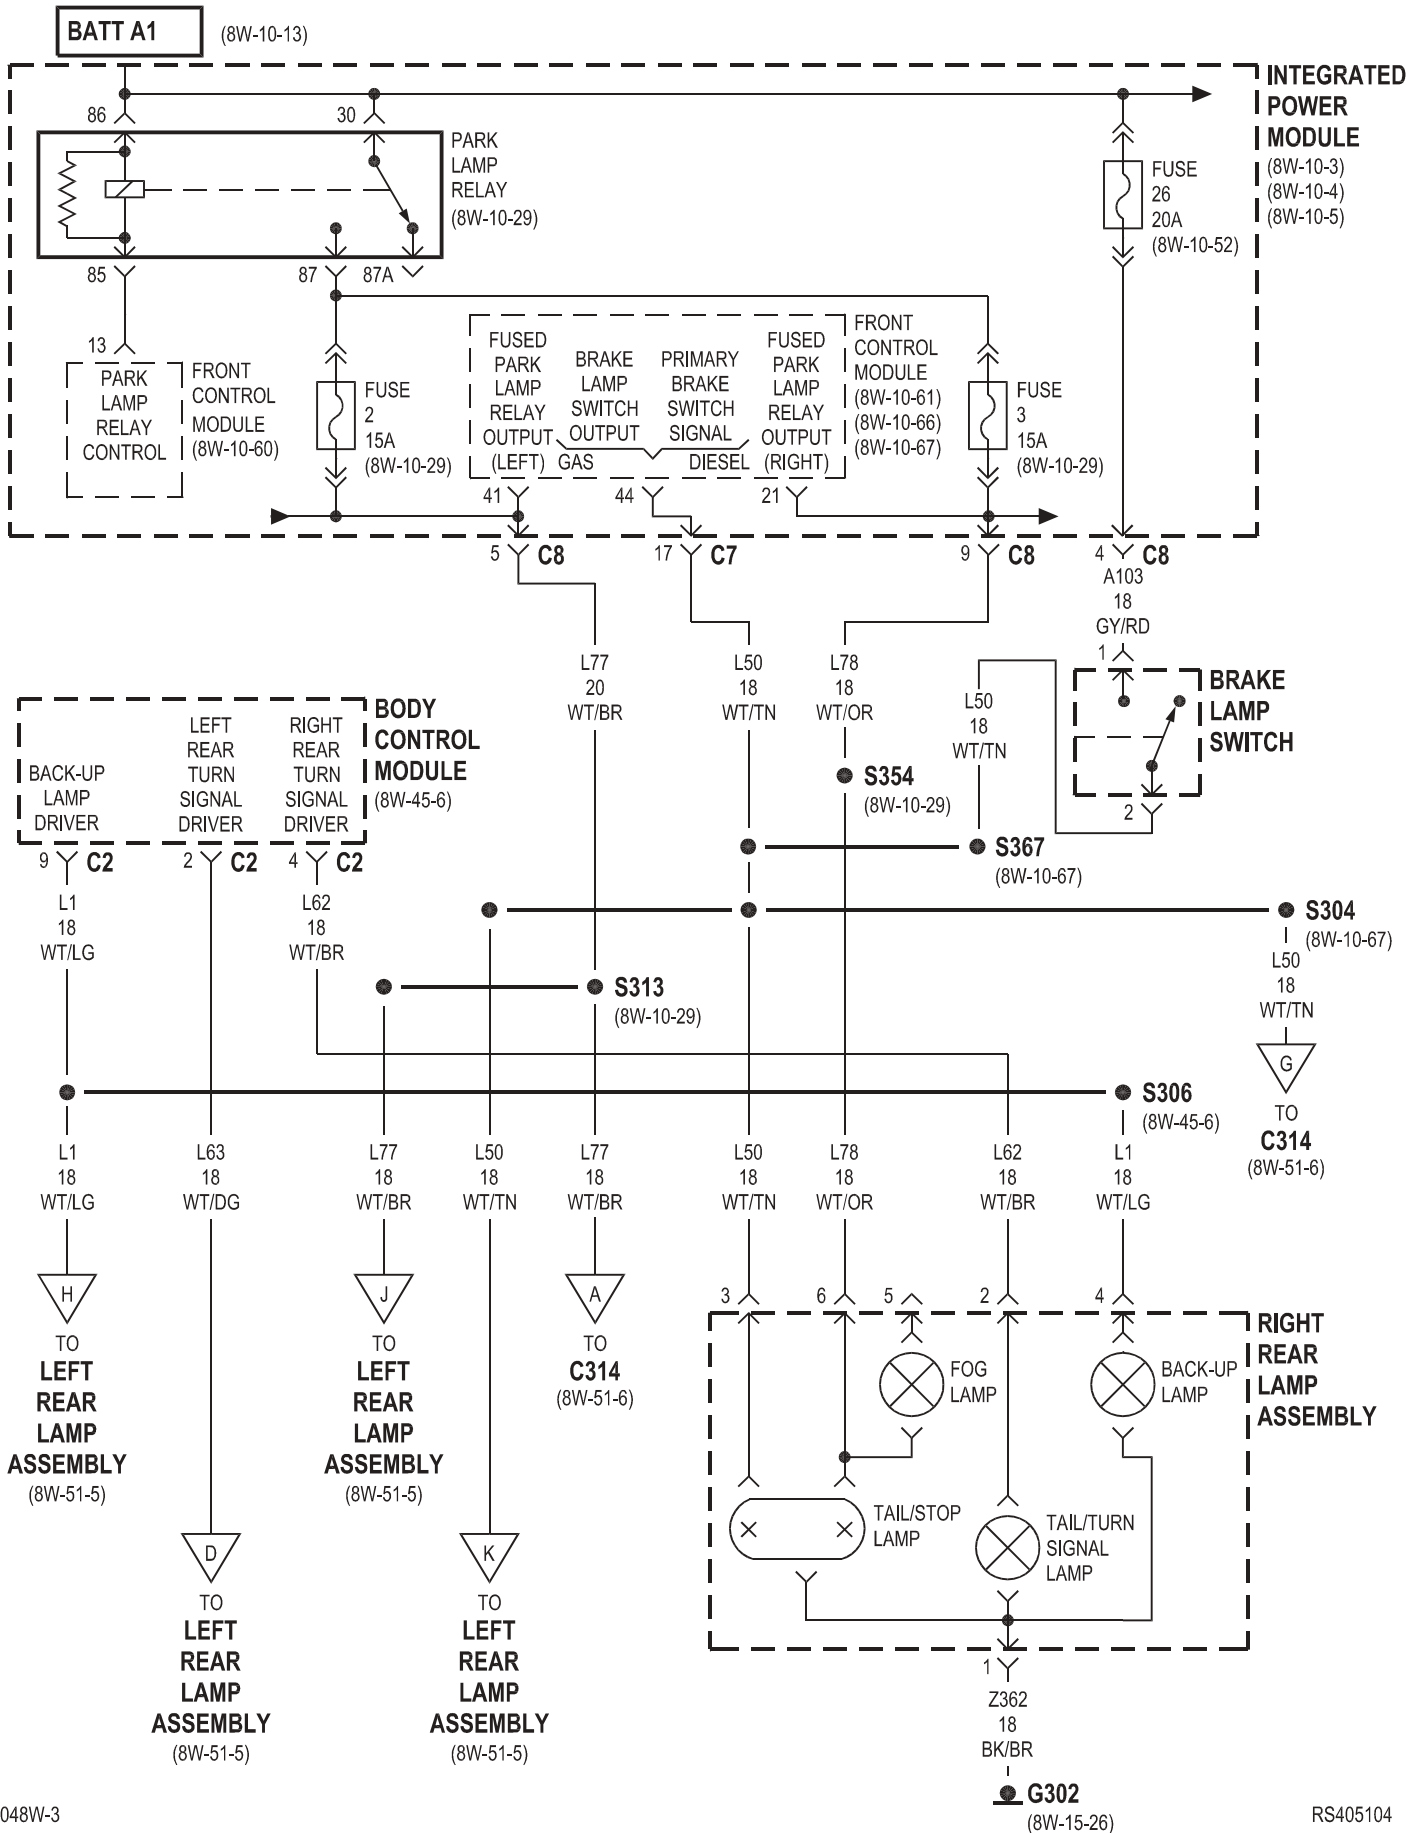 BATT A1
(8W-10-13)
INTEGRATED
POWER
MODULE
(8W-10-3)
(8W-10-4)
(8W-10-5)
86
30
PARK
LAMP
RELAY
(8W-10-29)
FUSE
26
20A
(8W-10-52)
85
87
87A
13
PARK
LAMP
RELAY
CONTROL
FRONT
CONTROL
MODULE
(8W-10-60)
FUSE
2
15A
(8W-10-29)
FUSED
PARK
LAMP
RELAY
OUTPUT
(LEFT)
BRAKE
LAMP
SWITCH
OUTPUT
GAS
PRIMARY
BRAKE
SWITCH
SIGNAL
DIESEL
FUSED
PARK
LAMP
RELAY
OUTPUT
(RIGHT)
FRONT
CONTROL
MODULE
(8W-10-61)
(8W-10-66)
(8W-10-67)
FUSE
3
15A
(8W-10-29)
41
44
21
5
C8
17
C7
9
C8
4
C8
A103
18
GY/RD
1
L77
20
WT/BR
L50
18
WT/TN
L78
18
WT/OR
L50
18
WT/TN
BRAKE
LAMP
SWITCH
2
BODY
CONTROL
MODULE
(8W-45-6)
BACK-UP
LAMP
DRIVER
LEFT
REAR
TURN
SIGNAL
DRIVER
RIGHT
REAR
TURN
SIGNAL
DRIVER
S354
(8W-10-29)
S367
(8W-10-67)
9
C2
2
C2
4
C2
L1
18
WT/LG
L62
18
WT/BR
S304
(8W-10-67)
L50
18
WT/TN
S313
(8W-10-29)
G
TO
C314
(8W-51-6)
S306
(8W-45-6)
L1
18
WT/LG
L63
18
WT/DG
L77
18
WT/BR
L50
18
WT/TN
L77
18
WT/BR
L50
18
WT/TN
L78
18
WT/OR
L62
18
WT/BR
L1
18
WT/LG
H
TO
LEFT
REAR
LAMP
ASSEMBLY
(8W-51-5)
J
TO
LEFT
REAR
LAMP
ASSEMBLY
(8W-51-5)
A
TO
C314
(8W-51-6)
3
6
5
2
4
RIGHT
REAR
LAMP
ASSEMBLY
FOG
LAMP
BACK-UP
LAMP
TAIL/STOP
LAMP
TAIL/TURN
SIGNAL
LAMP
D
TO
LEFT
REAR
LAMP
ASSEMBLY
(8W-51-5)
K
TO
LEFT
REAR
LAMP
ASSEMBLY
(8W-51-5)
1
Z362
18
BK/BR
G302
(8W-15-26)
048W-3
RS405104